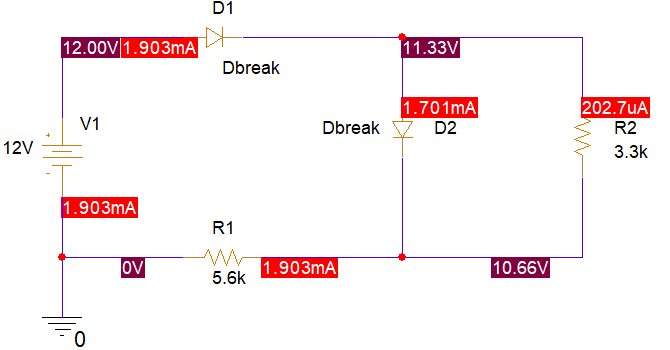 D1
12.00V 1.903mA
11.33V
Dbreak
1.701mA
202.7uA
V1
Dbreak
D2
R2
12V
3.3k
+
-
1.903mA
R1
0V
1.903mA
10.66V
5.6k
0